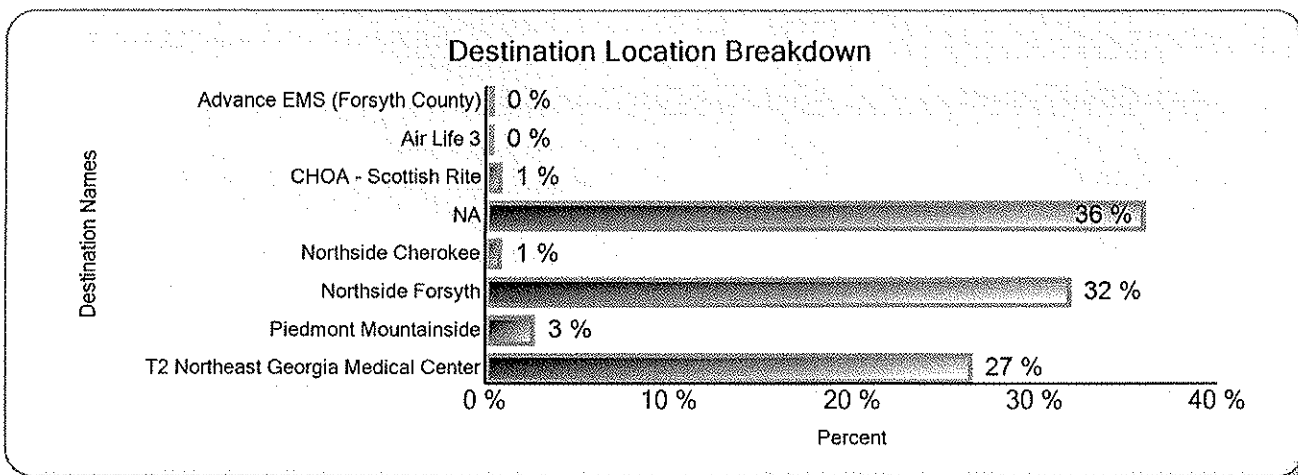 Destination Location Breakdown
Destination Names
Advance EMS (Forsyth County) 0 %
Air Life 3 0 %
CHOA - Scottish Rite 1 %
NA 36 %
Northside Cherokee 1 %
Northside Forsyth 32 %
Piedmont Mountainside 3 %
T2 Northeast Georgia Medical Center 27 %
0 % 10 % 20 % 30 % 40 %
Percent